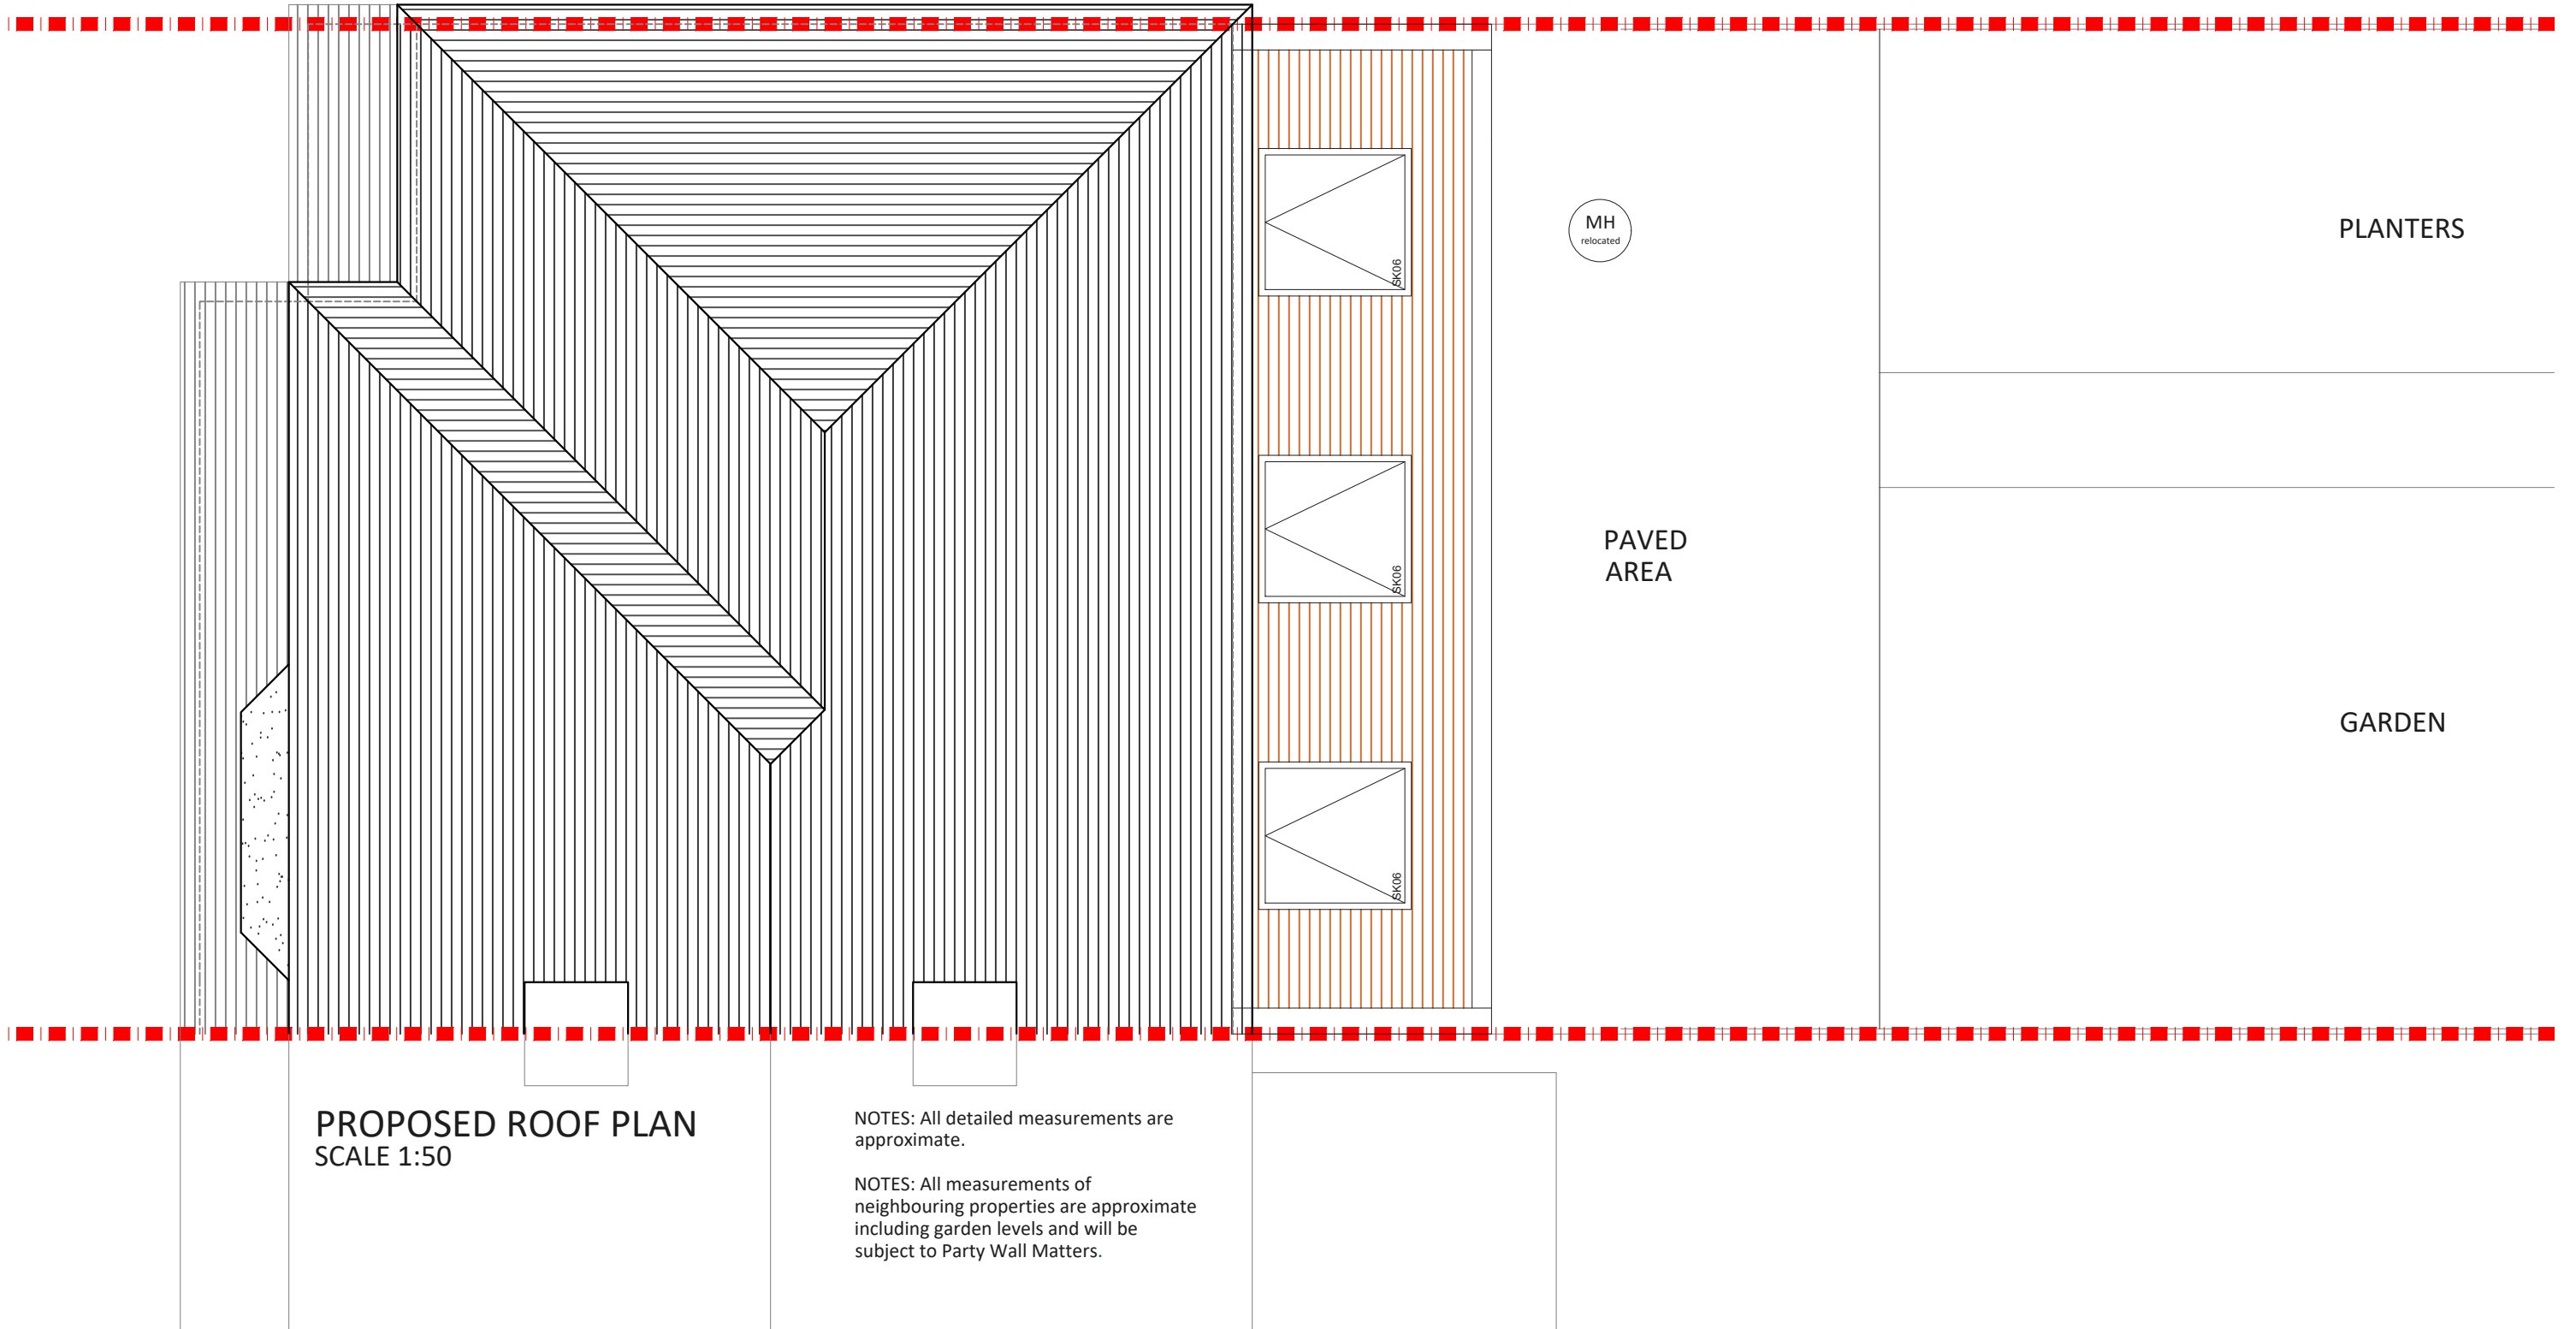 MH
relocated
PLANTERS
SK06
SK06
PAVED
AREA
GARDEN
SK06
PROPOSED ROOF PLAN
SCALE 1:50
NOTES: All detailed measurements are
approximate.
NOTES: All measurements of
neighbouring properties are approximate
including garden levels and will be
subject to Party Wall Matters.